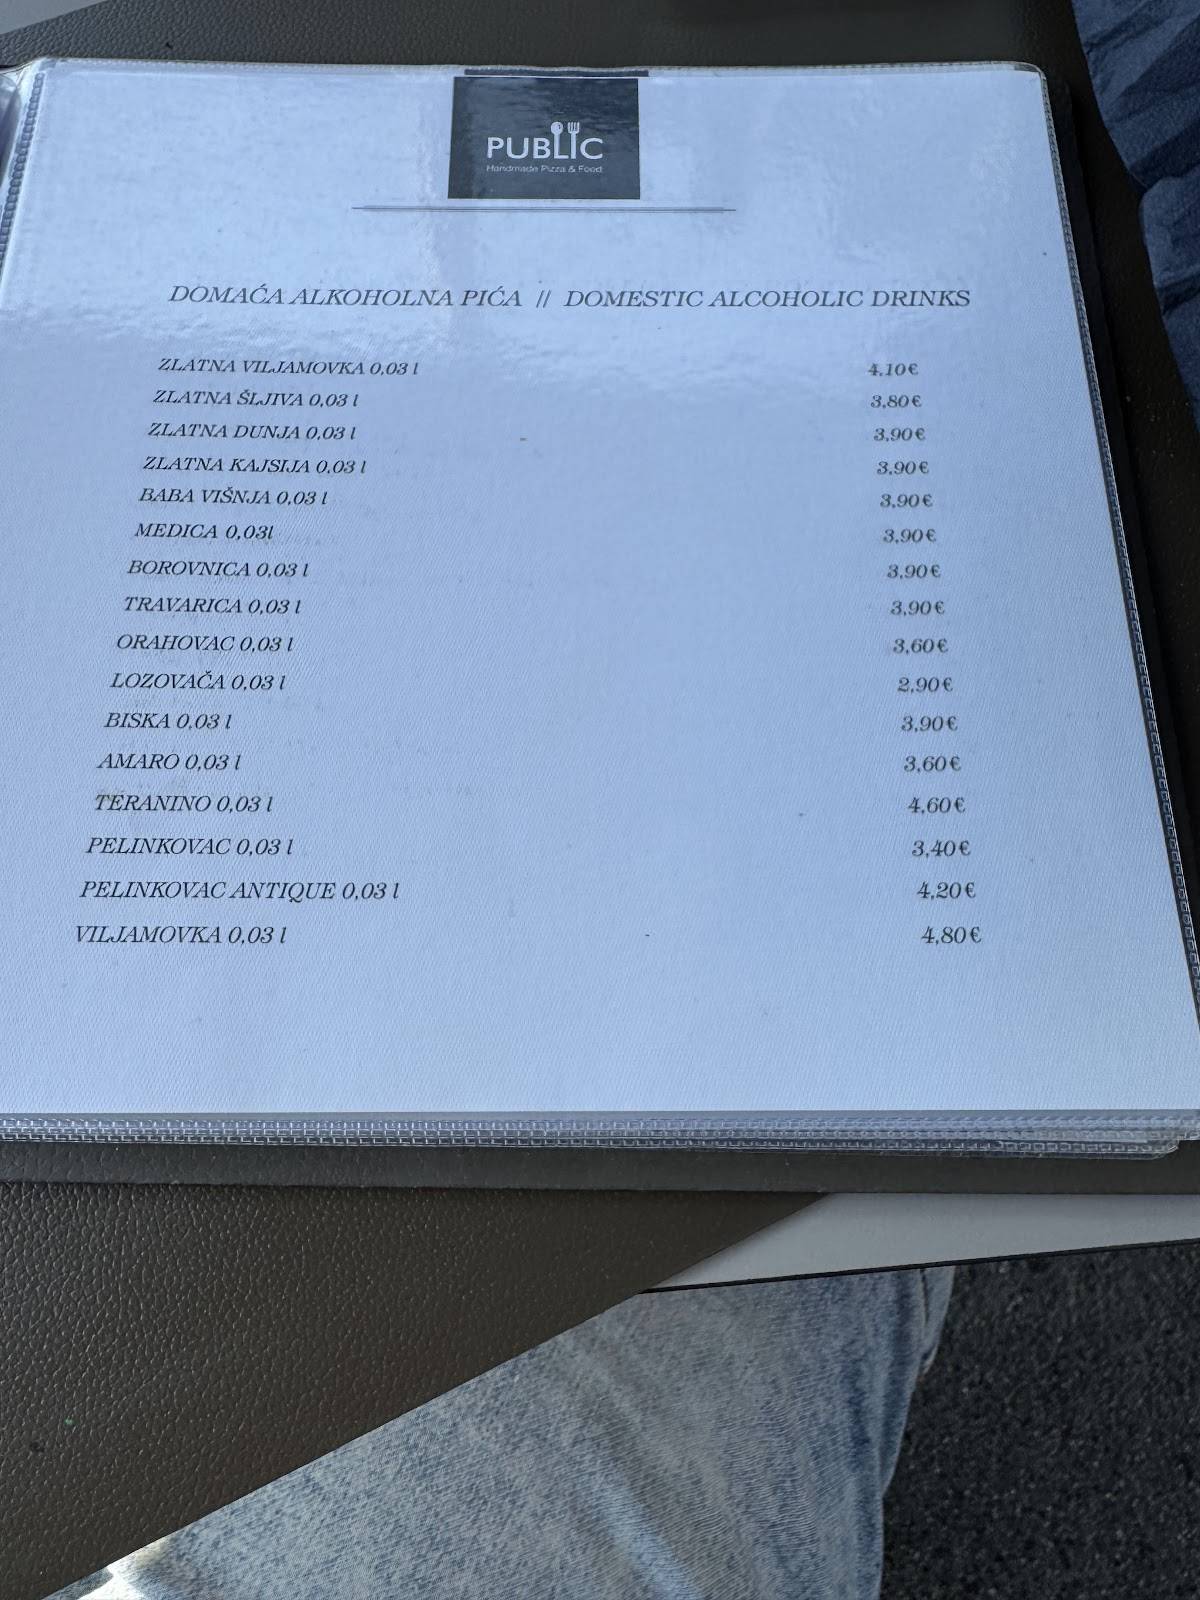 PUBLIC
Handmade Pizza & Food
DOMAĆA ALKOHOLNA PIĆA // DOMESTIC ALCOHOLIC DRINKS
ZLATNA VILJAMOVKA 0,03 l 4,10€
ZLATNA ŠLJIVA 0,03 l 3,80€
ZLATNA DUNJA 0,03 l 3,90€
ZLATNA KAJSIJA 0,03 l 3,90€
BABA VIŠNJA 0,03 l 3,90€
MEDICA 0,03l 3,90€
BOROVNICA 0,03 l 3,90€
TRAVARICA 0,03 l 3,90€
ORAHOVAC 0,03 l 3,60€
LOZOVAČA 0,03 l 2,90€
BISKA 0,03 l 3,90€
AMARO 0,03 l 3,60€
TERANINO 0,03 l 4,60€
PELINKOVAC 0,03 l 3,40€
PELINKOVAC ANTIQUE 0,03 l 4,20€
VILJAMOVKA 0,03 l 4,80€